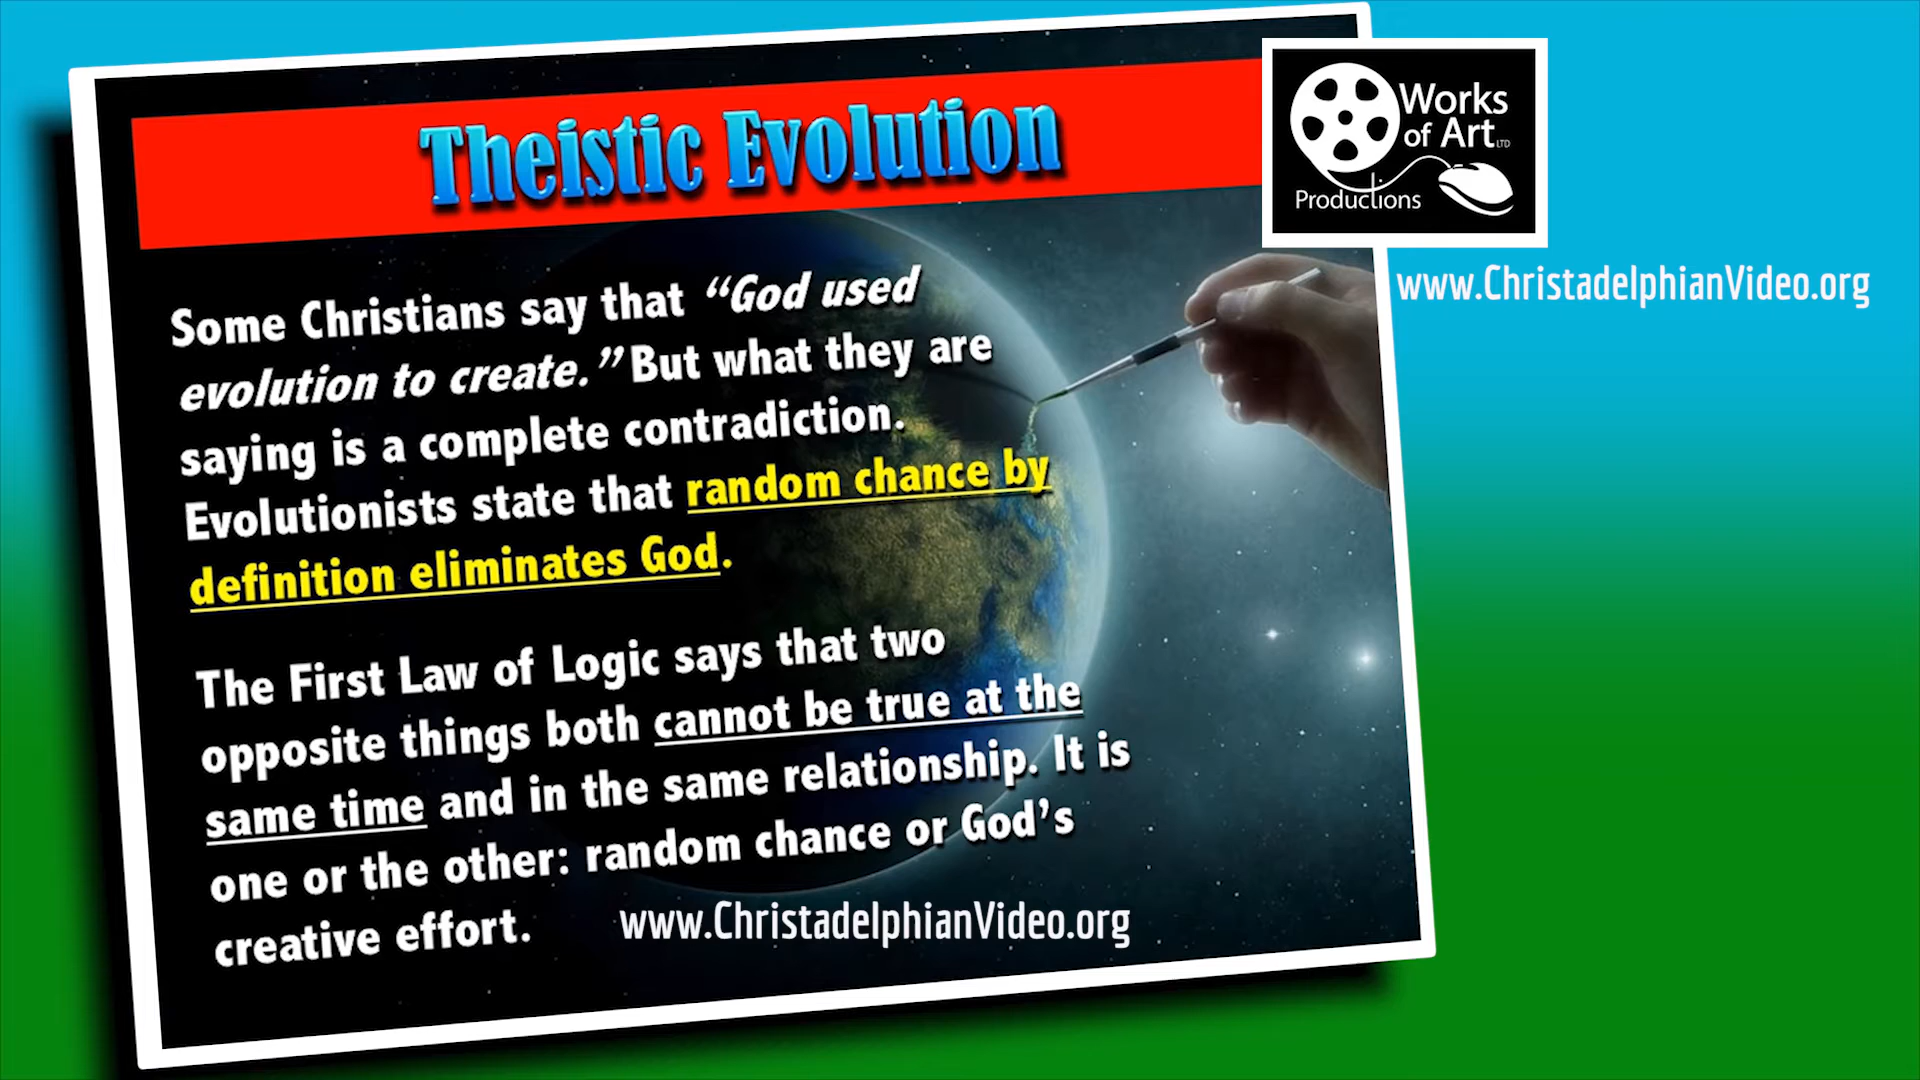 Theistic Evolution
Works
of Art LTD
Productions
www.ChristadelphianVideo.org
Some Christians say that “God used
evolution to create.” But what they are
saying is a complete contradiction.
Evolutionists state that random chance by
definition eliminates God.
The First Law of Logic says that two
opposite things both cannot be true at the
same time and in the same relationship. It is
one or the other: random chance or God’s
creative effort.
www.ChristadelphianVideo.org